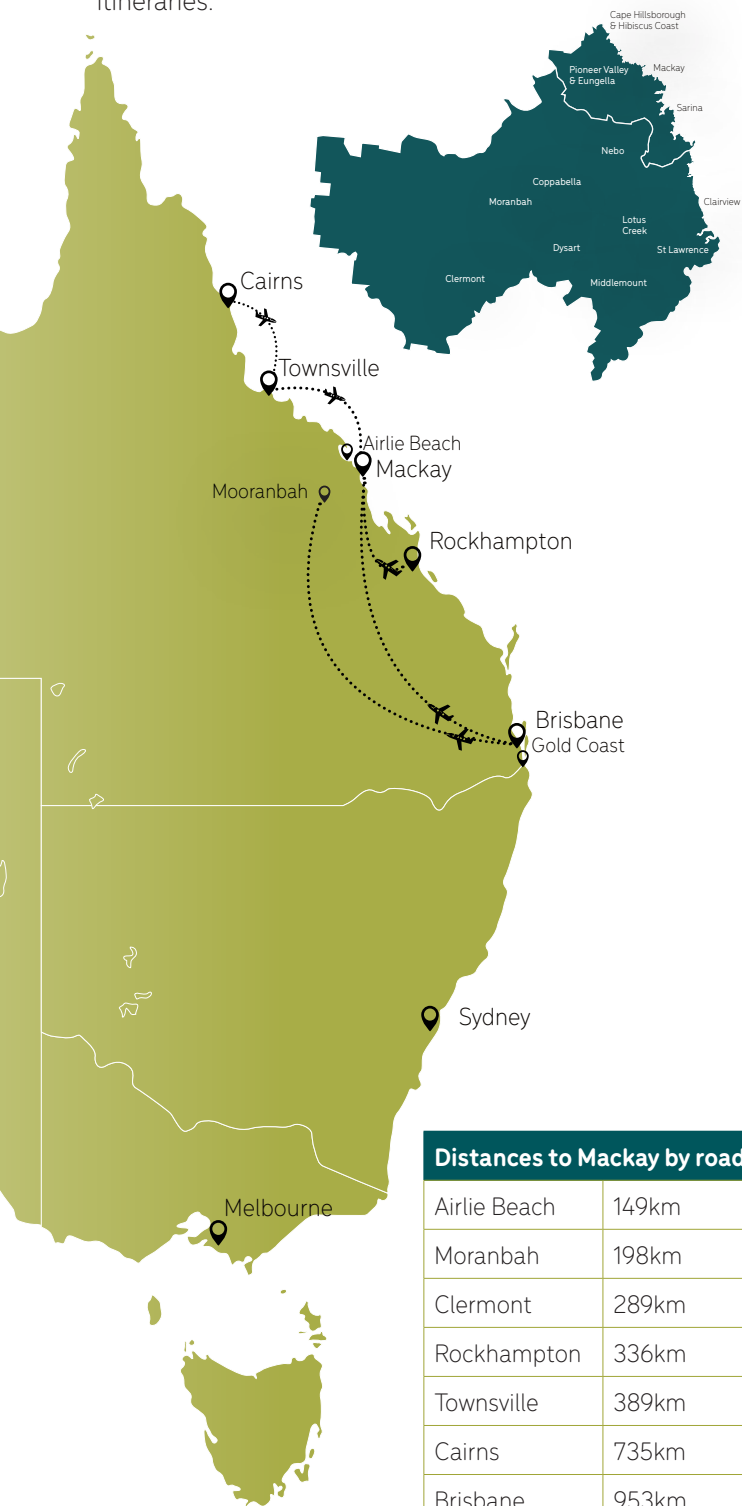 itineraries.
Cape Hillsborough
& Hibiscus Coast
Pioneer Valley
& Eungella
Mackay
Sarina
Nebo
Coppabella
Moranbah
Clairview
Lotus
Creek
Dysart
St Lawrence
Clermont
Middlemount
Cairns
Townsville
Airlie Beach
Mackay
Mooranbah
Rockhampton
Brisbane
Gold Coast
Sydney
Melbourne
Distances to Mackay by road
Airlie Beach 149km
Moranbah 198km
Clermont 289km
Rockhampton 336km
Townsville 389km
Cairns 735km
Brisbane 953km